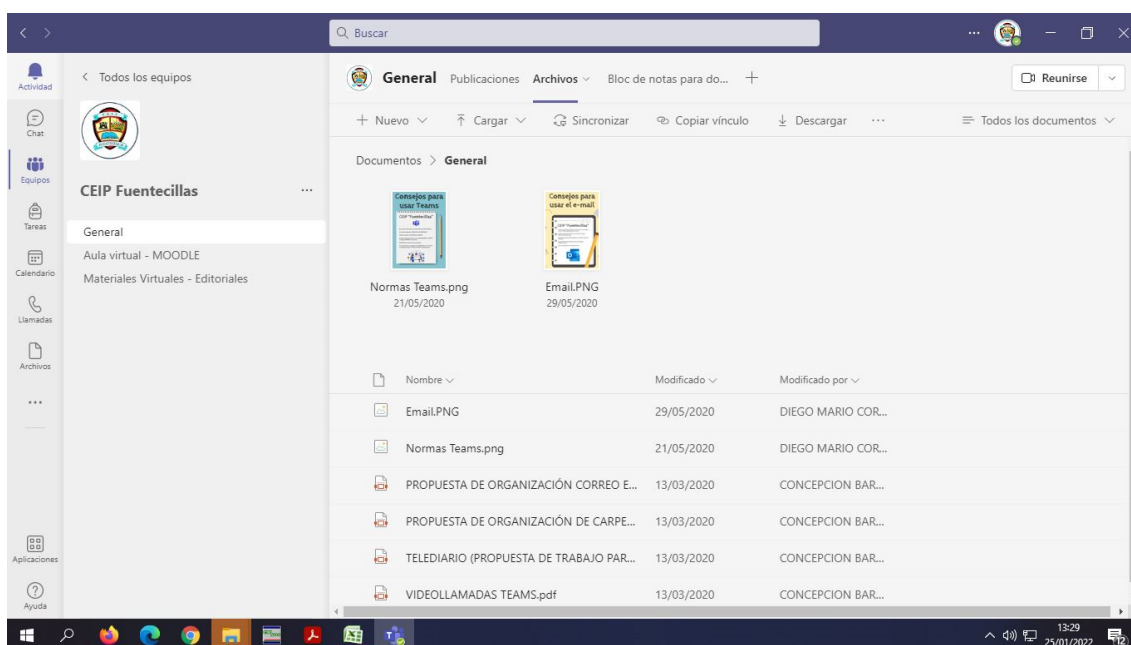 Buscar
Actividad
Chat
Equipos
Tareas
Calendario
Llamadas
Archivos
Aplicaciones
Ayuda
Todos los equipos
CEIP Fuentecillas
General
Aula virtual - MOODLE
Materiales Virtuales - Editoriales
General Publicaciones Archivos Bloc de notas para do... Reunirse
Nuevo Cargar Sincronizar Copiar vínculo Descargar ... Todos los documentos
Documentos > General
Consejos para
usar Teams
CEIP "Fuentecillas"
Consejos para
usar el e-mail
CEIP "Fuentecillas"
Normas Teams.png
21/05/2020
Email.PNG
29/05/2020
Nombre Modificado Modificado por
Email.PNG 29/05/2020 DIEGO MARIO COR...
Normas Teams.png 21/05/2020 DIEGO MARIO COR...
PROPUESTA DE ORGANIZACIÓN CORREO E... 13/03/2020 CONCEPCION BAR...
PROPUESTA DE ORGANIZACIÓN DE CARPE... 13/03/2020 CONCEPCION BAR...
TELEDIARIO (PROPUESTA DE TRABAJO PAR... 13/03/2020 CONCEPCION BAR...
VIDEOLLAMADAS TEAMS.pdf 13/03/2020 CONCEPCION BAR...
13:29
25/01/2022